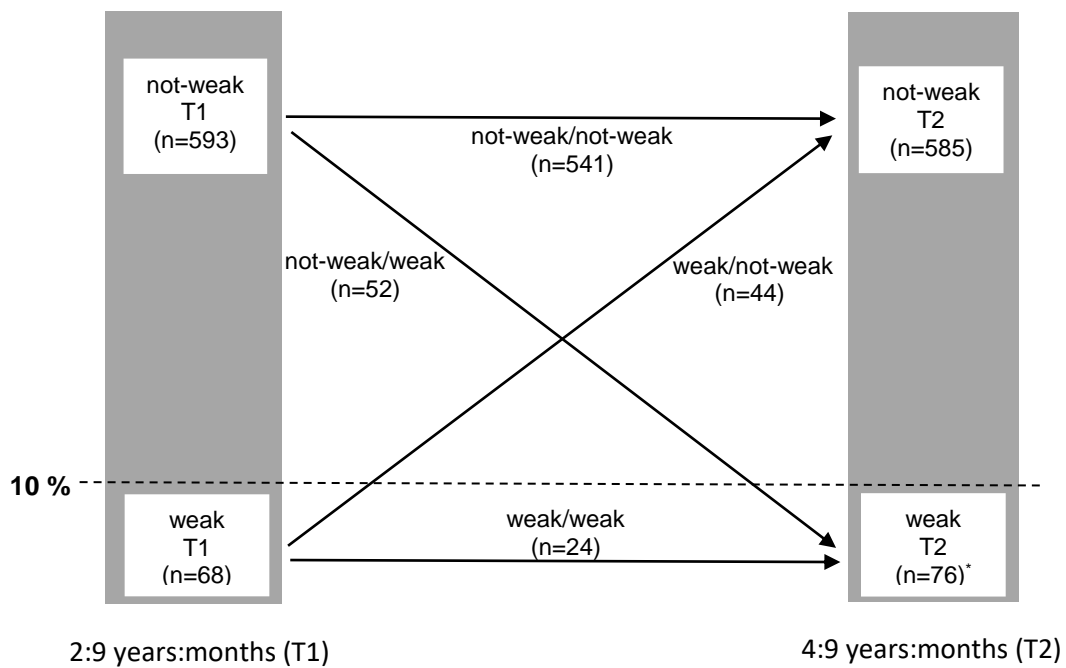 not-weak
T1
(n=593)
not-weak/not-weak
(n=541)
not-weak
T2
(n=585)
not-weak/weak
(n=52)
weak/not-weak
(n=44)
10 %
weak
T1
(n=68)
weak/weak
(n=24)
weak
T2
(n=76)*
2:9 years:months (T1)
4:9 years:months (T2)